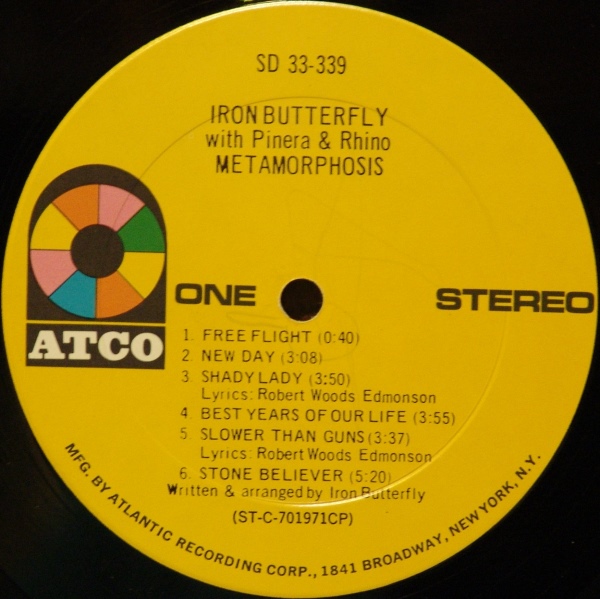 SD 33-339
IRON BUTTERFLY
with Pinera & Rhino
METAMORPHOSIS
ATCO
ONE
STEREO
1. FREE FLIGHT (0:40)
2. NEW DAY (3:08)
3. SHADY LADY (3:50)
Lyrics: Robert Woods Edmonson
4. BEST YEARS OF OUR LIFE (3:55)
5. SLOWER THAN GUNS (3:37)
Lyrics: Robert Woods Edmonson
6. STONE BELIEVER (5:20)
Written & arranged by Iron Butterfly
(ST-C-701971CP)
MFG. BY ATLANTIC RECORDING CORP., 1841 BROADWAY, NEW YORK, N.Y.